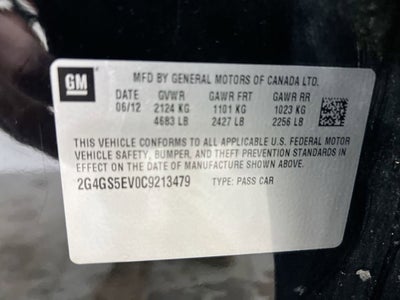 GM
MFD BY GENERAL MOTORS OF CANADA LTD.
DATE GVWR GAWR FRT GAWR RR
06/12 2124 KG 1101 KG 1023 KG
4683 LB 2427 LB 2256 LB
THIS VEHICLE CONFORMS TO ALL APPLICABLE U.S. FEDERAL MOTOR
VEHICLE SAFETY, BUMPER, AND THEFT PREVENTION STANDARDS IN
EFFECT ON THE DATE OF MANUFACTURE SHOWN ABOVE.
2G4GS5EV0C9213479 TYPE: PASS CAR